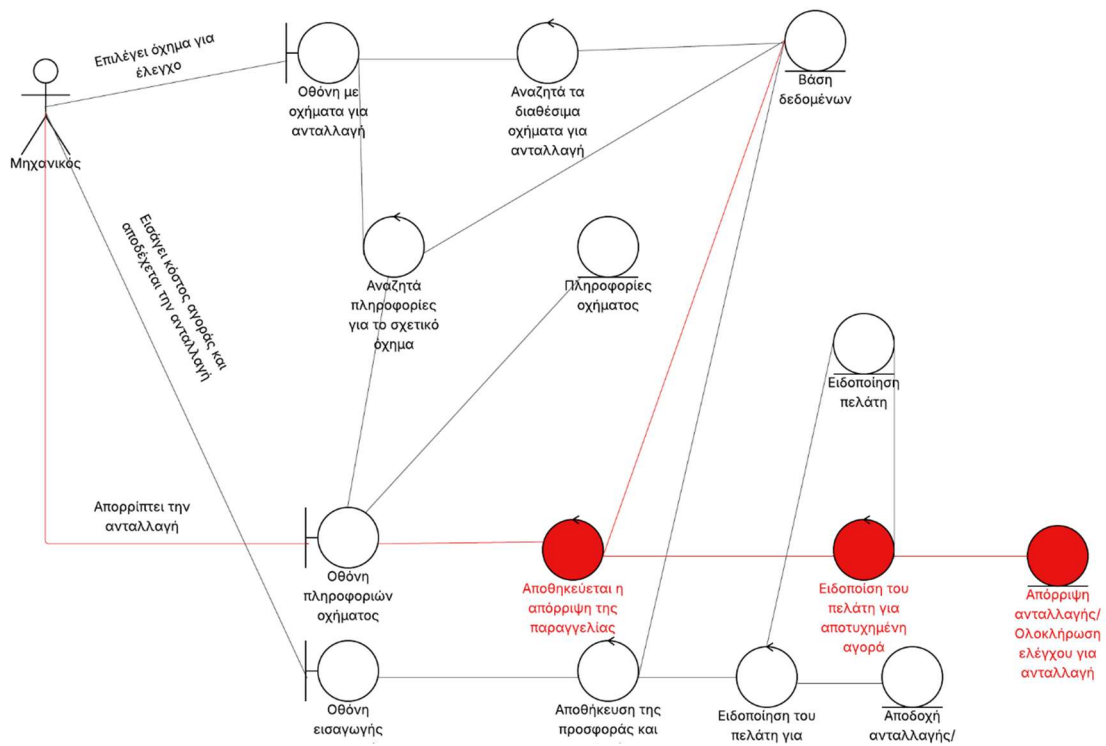 Επιλέγει όχημα για
έλεγχο
Μηχανικός
Οθόνη με
οχήματα για
ανταλλαγή
Αναζητά τα
διαθέσιμα
οχήματα για
ανταλλαγή
Βάση
δεδομένων
Εισάγει κόστος αγοράς και
αποδέχεται την ανταλλαγή
Αναζητά
πληροφορίες
για το σχετικό
όχημα
Πληροφορίες
οχήματος
Ειδοποίηση
πελάτη
Απορρίπτει την
ανταλλαγή
Οθόνη
πληροφοριών
οχήματος
Αποθηκεύεται η
απόρριψη της
παραγγελίας
Ειδοποίση του
πελάτη για
αποτυχημένη
αγορά
Απόρριψη
ανταλλαγής/
Ολοκλήρωση
ελέγχου για
ανταλλαγή
Οθόνη
εισαγωγής
Αποθήκευση της
προσφοράς και
Ειδοποίηση του
πελάτη για
Αποδοχή
ανταλλαγής/